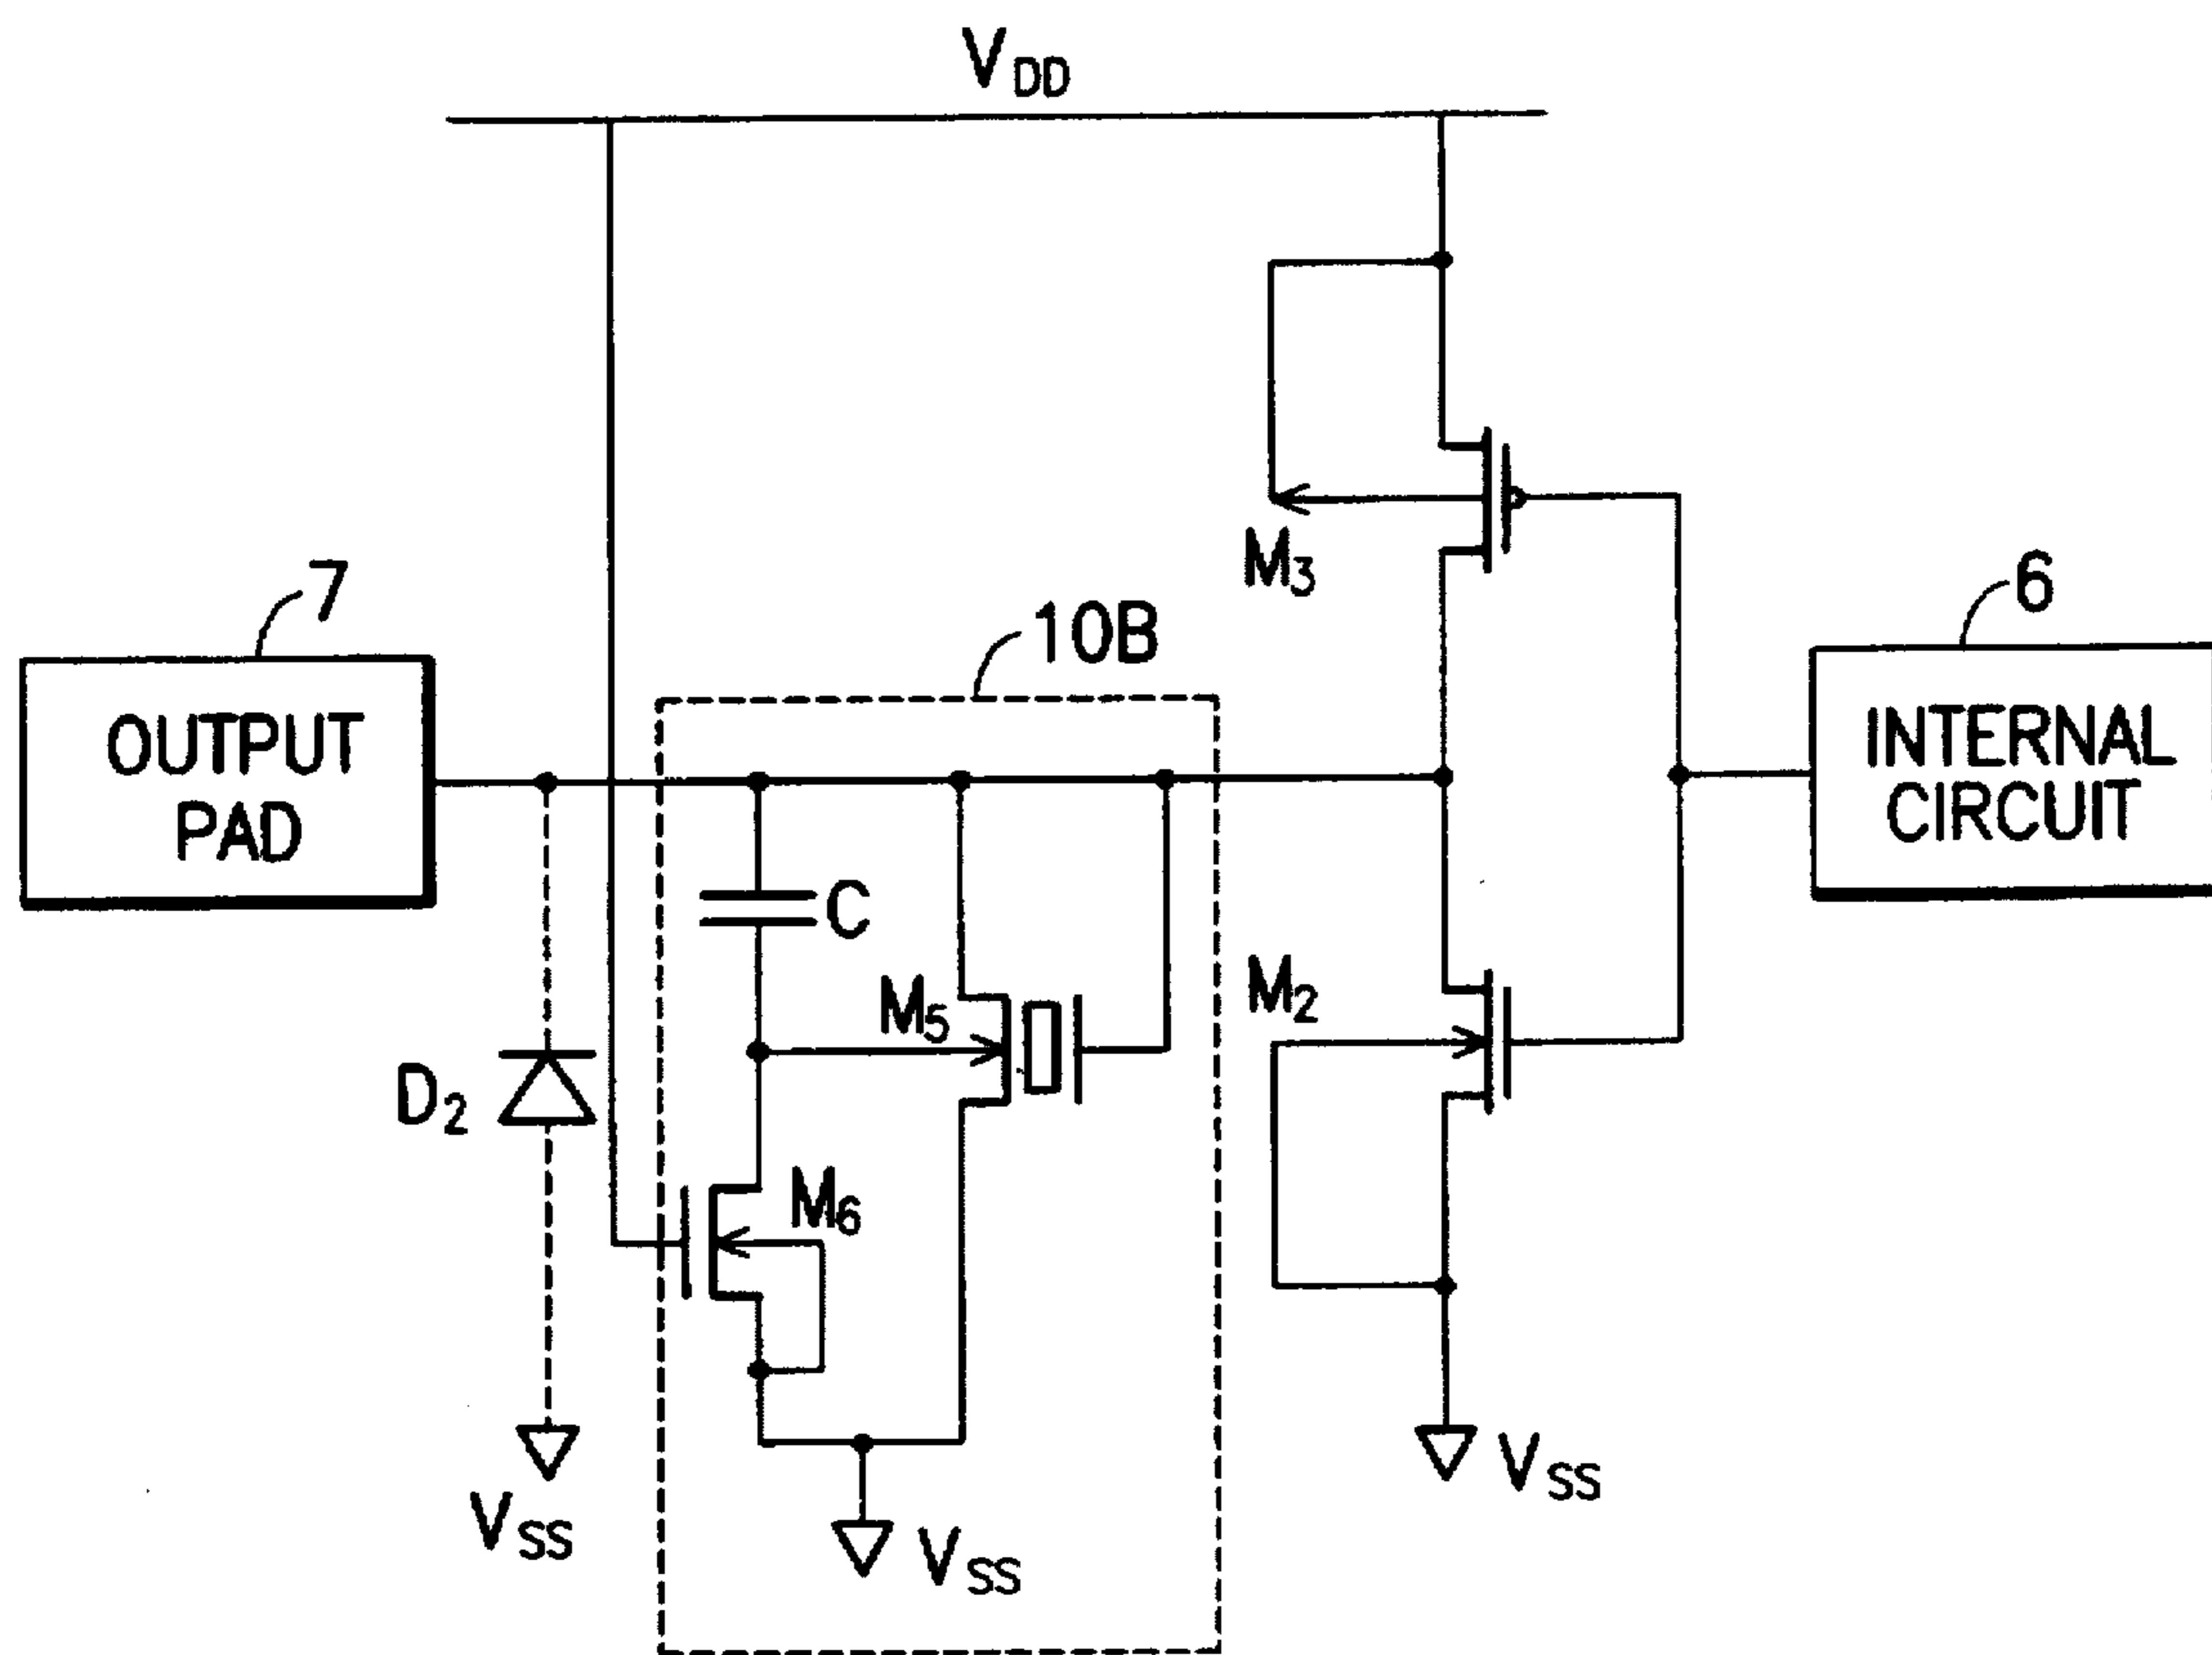 VDD
M3
7
10B
6
OUTPUT
PAD
INTERNAL
CIRCUIT
C
M5
M2
D2
M6
VSS
VSS
VSS